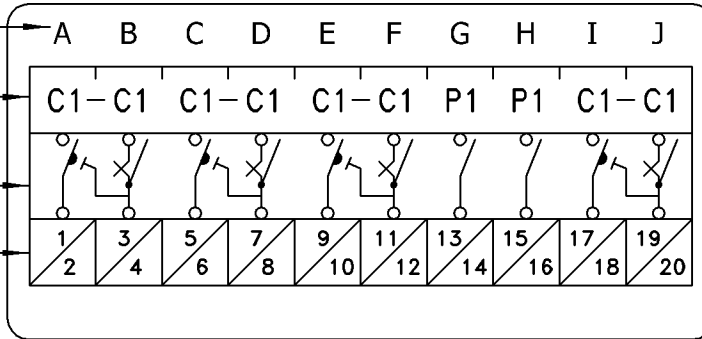 A B C D E F G H I J
C1-C1 C1-C1 C1-C1 P1 P1 C1-C1
1 3 5 7 9 11 13 15 17 19
2 4 6 8 10 12 14 16 18 20